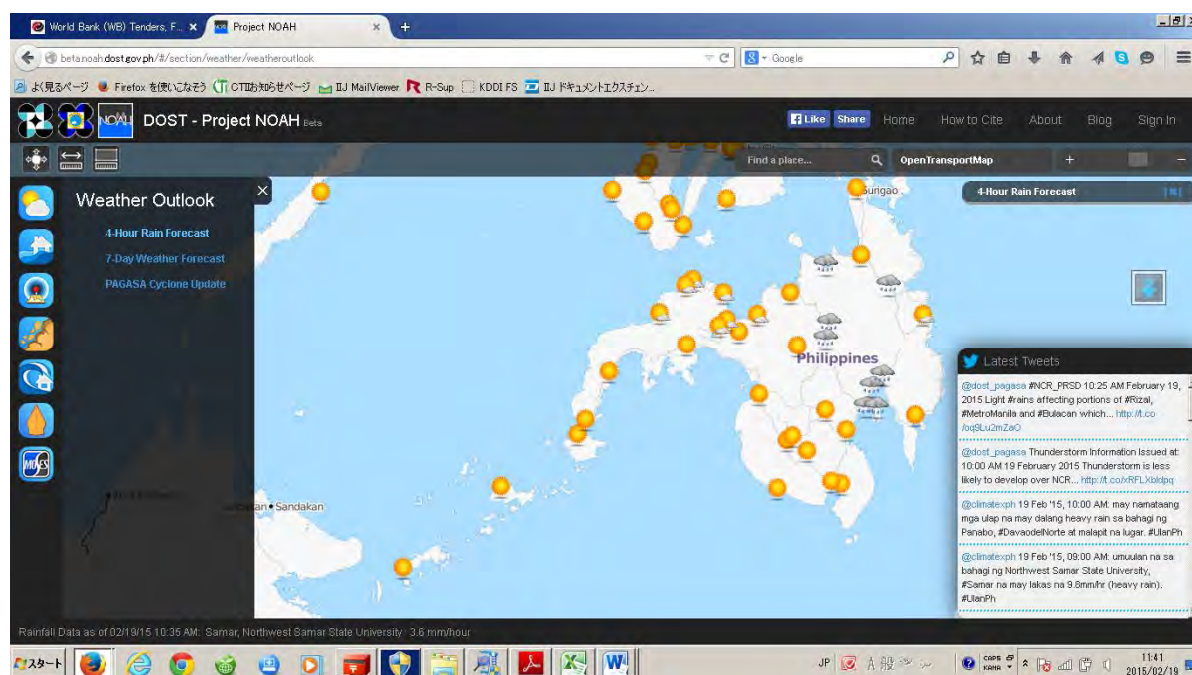 World Bank (WB) Tenders, F...
Project NOAH
beta.noah.dost.gov.ph/#/section/weather/weatheroutlook
Google
よく見るページ
Firefox を使いこなそう
CTIIお知らせページ
IIJ MailViewer
R-Sup
KDDI FS
IIJ ドキュメントエクスチェン...
NOAH
DOST - Project NOAH Beta
Like
Share
Home
How to Cite
About
Blog
Sign In
Find a place...
OpenTransportMap
+
−
Weather Outlook
4-Hour Rain Forecast
7-Day Weather Forecast
PAGASA Cyclone Update
MOSES
4-Hour Rain Forecast
Surigao
Philippines
Sandakan
Latest Tweets
@dost_pagasa #NCR_PRSD 10:25 AM February 19,
2015 Light #rains affecting portions of #Rizal,
#MetroManila and #Bulacan which... http://t.co
/oq9Lu2mZaO
@dost_pagasa Thunderstorm Information Issued at:
10:00 AM 19 February 2015 Thunderstorm is less
likely to develop over NCR... http://t.co/xRFLXbldpq
@climatexph 19 Feb '15, 10:00 AM: may namataang
mga ulap na may dalang heavy rain sa bahagi ng
Panabo, #DavaodelNorte at malapit na lugar. #UlanPh
@climatexph 19 Feb '15, 09:00 AM: umuulan na sa
bahagi ng Northwest Samar State University,
#Samar na may lakas na 9.8mm/hr (heavy rain).
#UlanPh
Rainfall Data as of 02/19/15 10:35 AM: Samar, Northwest Samar State University 3.6 mm/hour
スタート
JP
A 般
CAPS
KANA
11:41
2015/02/19